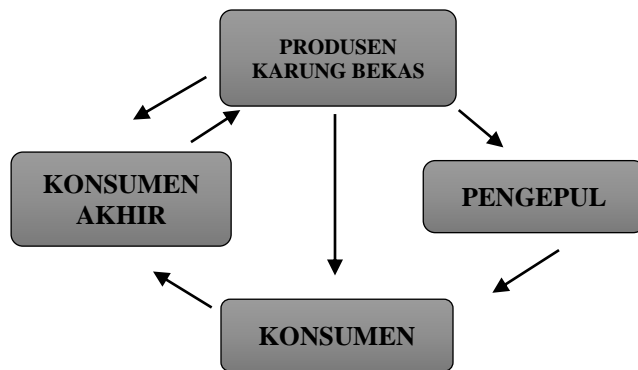 PRODUSEN
KARUNG BEKAS
KONSUMEN
AKHIR
PENGEPUL
KONSUMEN